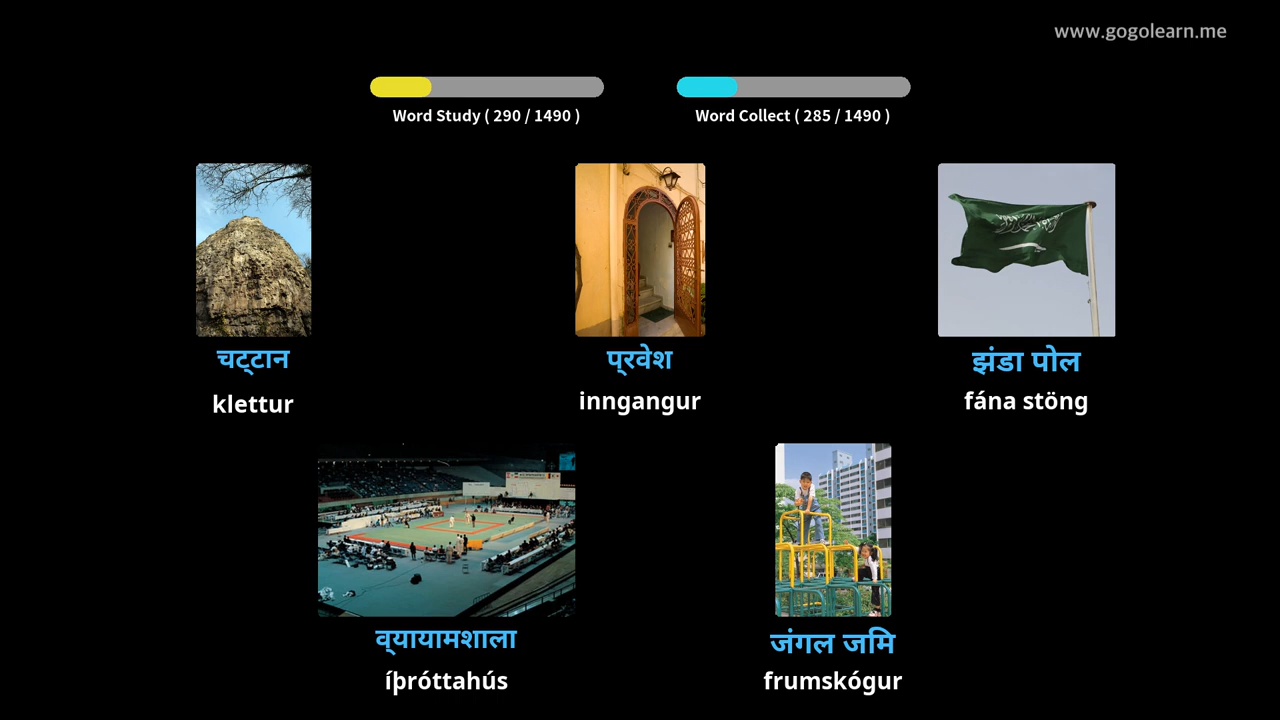 www.gogolearn.me
Word Study ( 290 / 1490 )
Word Collect ( 285 / 1490 )
चट्टान
प्रवेश
झंडा पोल
klettur
inngangur
fána stöng
व्यायामशाला
जंगल जमि
íþróttahús
frumskógur